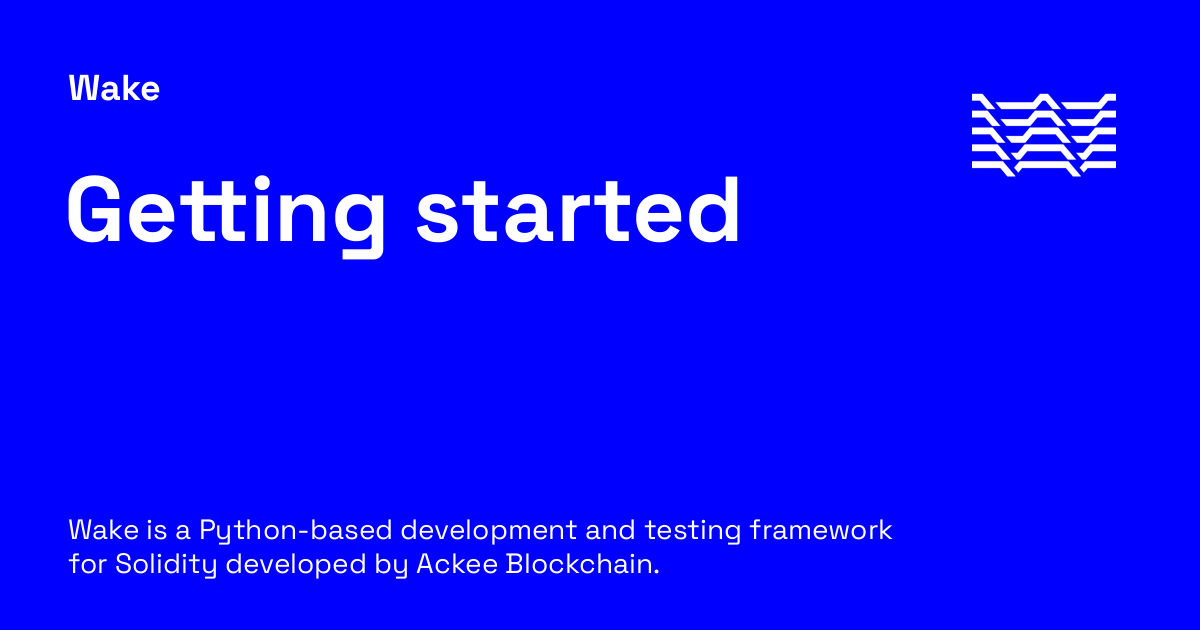 Wake
Getting started
Wake is a Python-based development and testing framework
for Solidity developed by Ackee Blockchain.